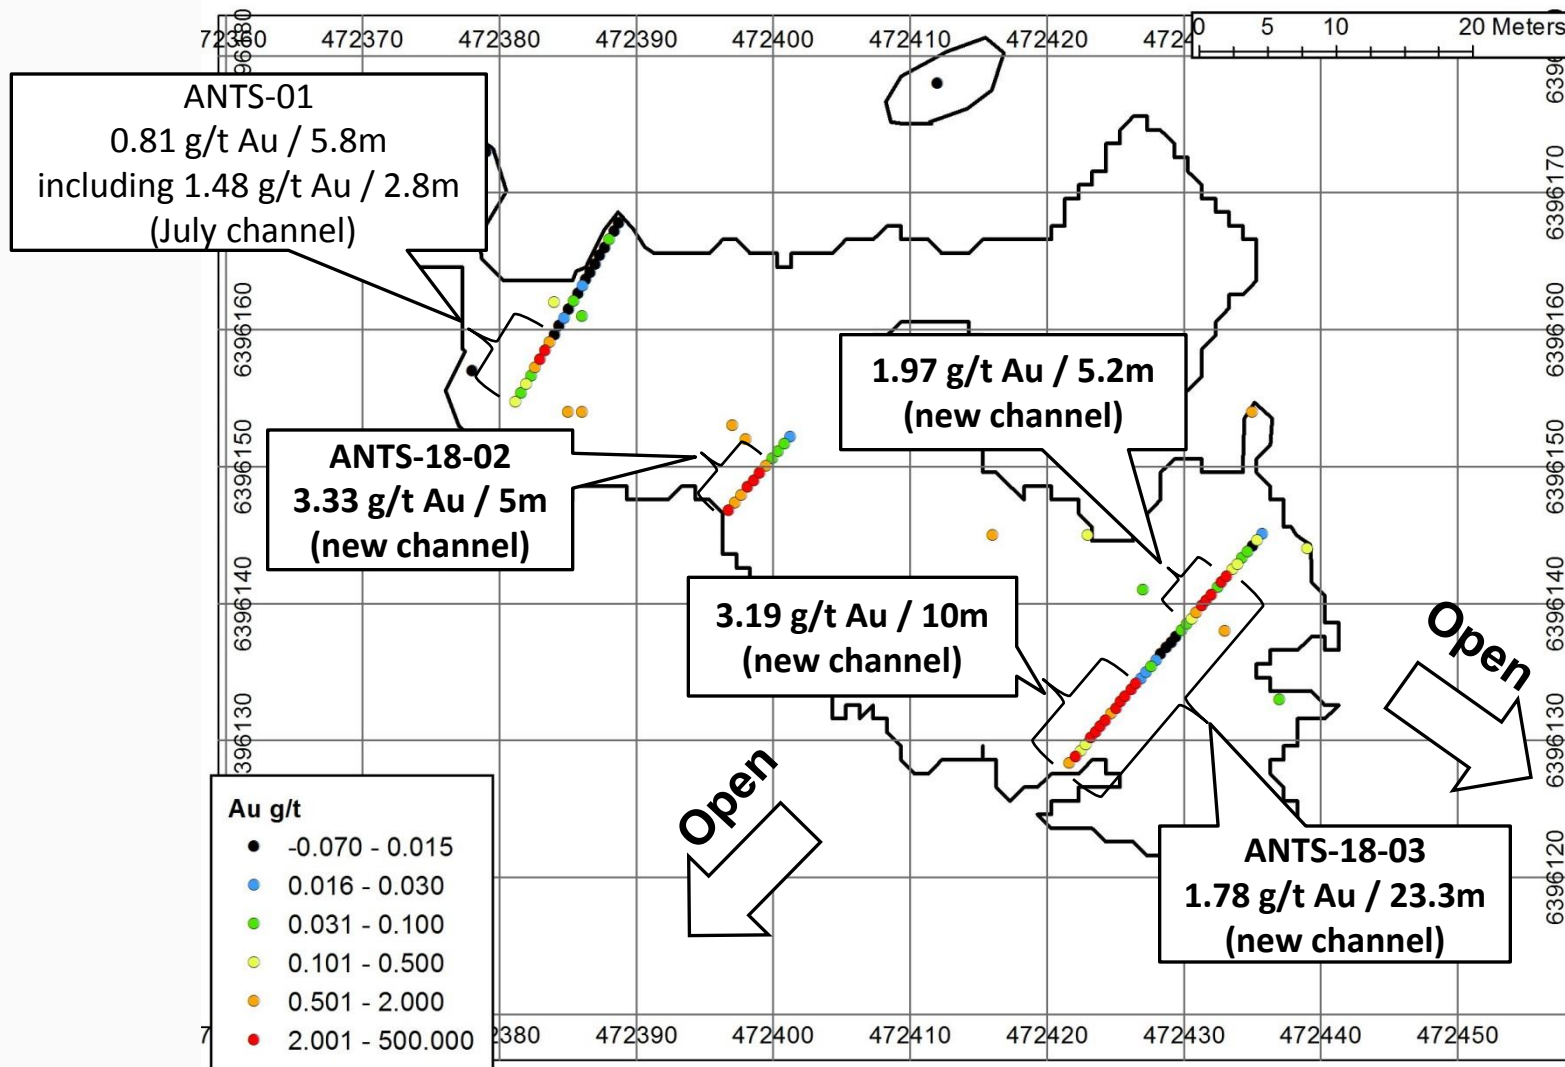 72360 472370 472380 472390 472400 472410 472420
0 5 10 20 Meters
ANTS-01
0.81 g/t Au / 5.8m
including 1.48 g/t Au / 2.8m
(July channel)
6396170
6396160 6396160
1.97 g/t Au / 5.2m
(new channel)
6396150 6396150
ANTS-18-02
3.33 g/t Au / 5m
(new channel)
6396140 6396140
3.19 g/t Au / 10m
(new channel)
Open
6396130
Open
ANTS-18-03
1.78 g/t Au / 23.3m
(new channel)
6396120
Au g/t
-0.070 - 0.015
0.016 - 0.030
0.031 - 0.100
0.101 - 0.500
0.501 - 2.000
2.001 - 500.000
472390 472400 472410 472420 472430 472440 472450